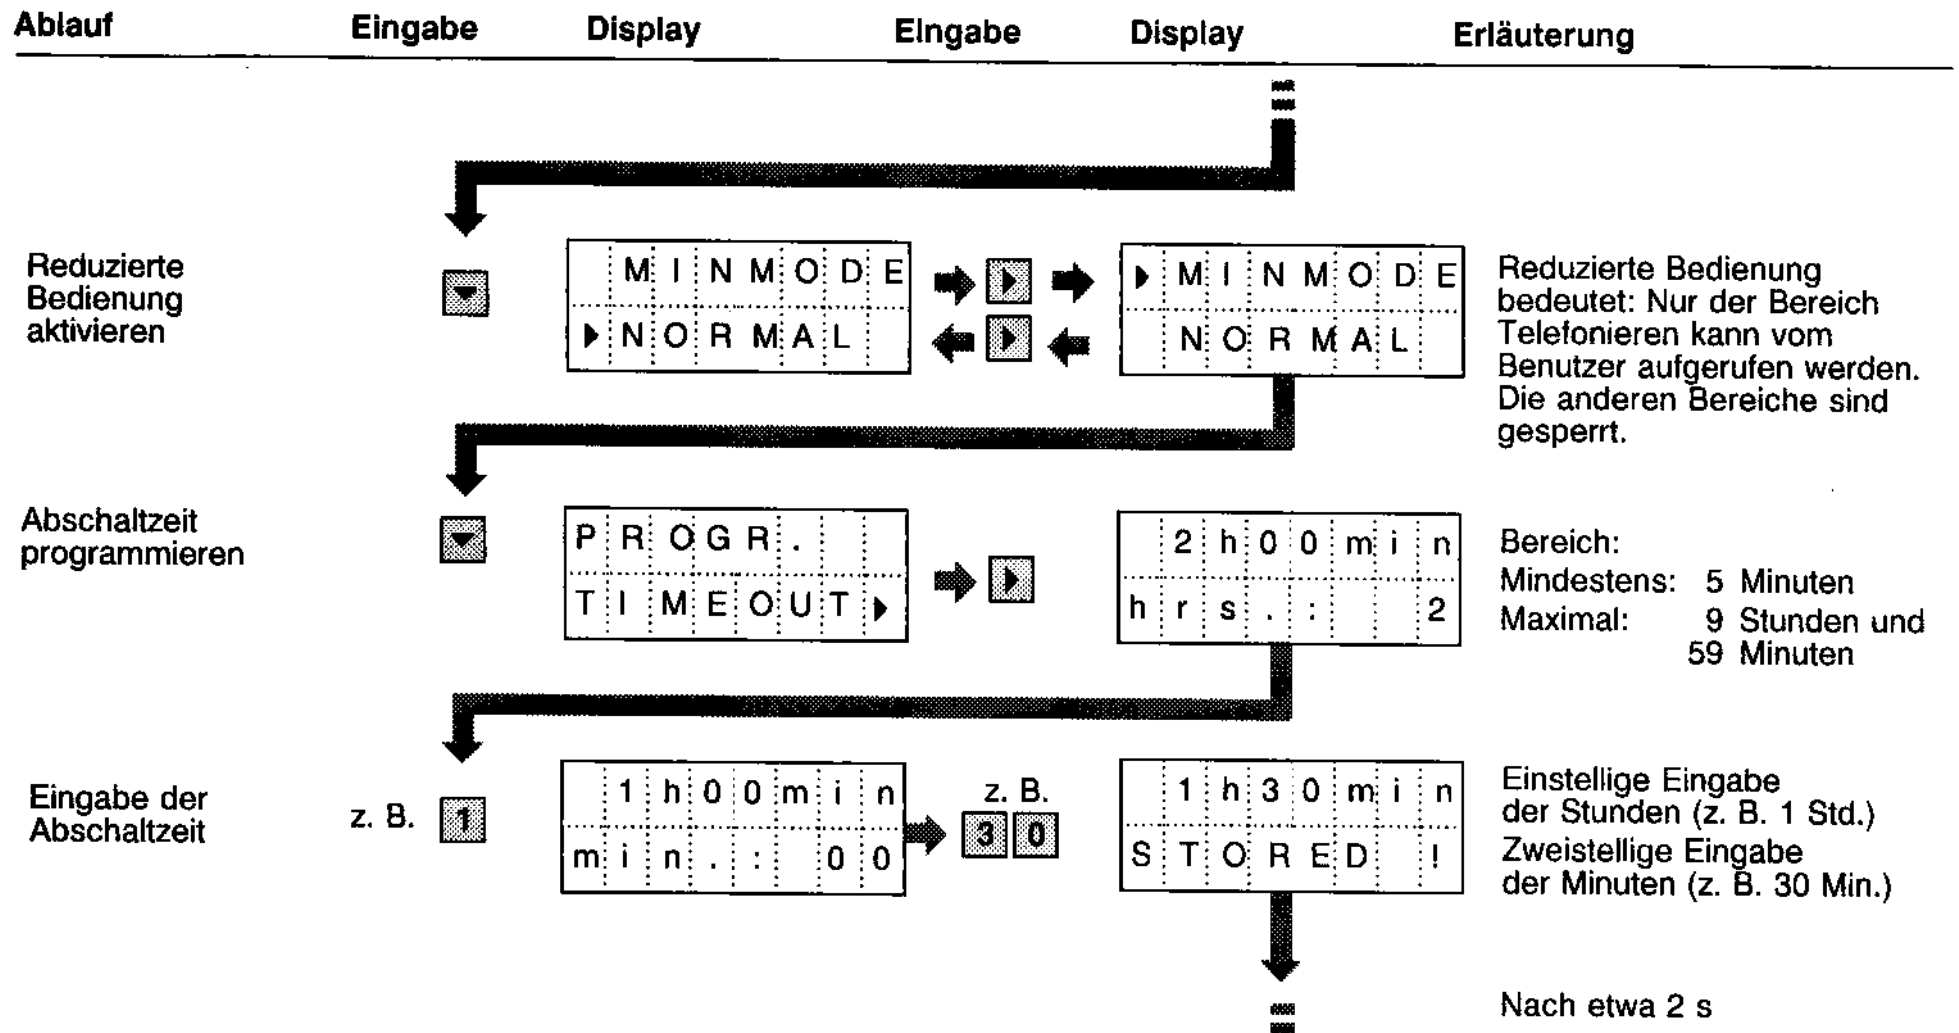 Ablauf Eingabe Display Eingabe Display Erläuterung
Reduzierte
Bedienung
aktivieren
MINMODE
▶NORMAL
▶MINMODE
NORMAL
Reduzierte Bedienung
bedeutet: Nur der Bereich
Telefonieren kann vom
Benutzer aufgerufen werden.
Die anderen Bereiche sind
gesperrt.
Abschaltzeit
programmieren
PROGR.
TIMEOUT▶
2h00min
hrs.: 2
Bereich:
Mindestens: 5 Minuten
Maximal: 9 Stunden und
59 Minuten
Eingabe der
Abschaltzeit
z. B. 1
1h00min
min.: 00
z. B.
30
1h30min
STORED !
Einstellige Eingabe
der Stunden (z. B. 1 Std.)
Zweistellige Eingabe
der Minuten (z. B. 30 Min.)
Nach etwa 2 s